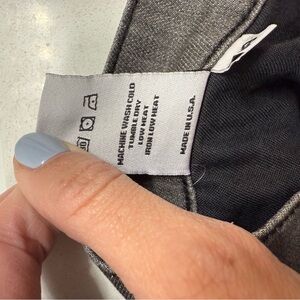 MACHINE WASH COLD
TUMBLE DRY
LOW HEAT
IRON LOW HEAT
MADE IN U.S.A.